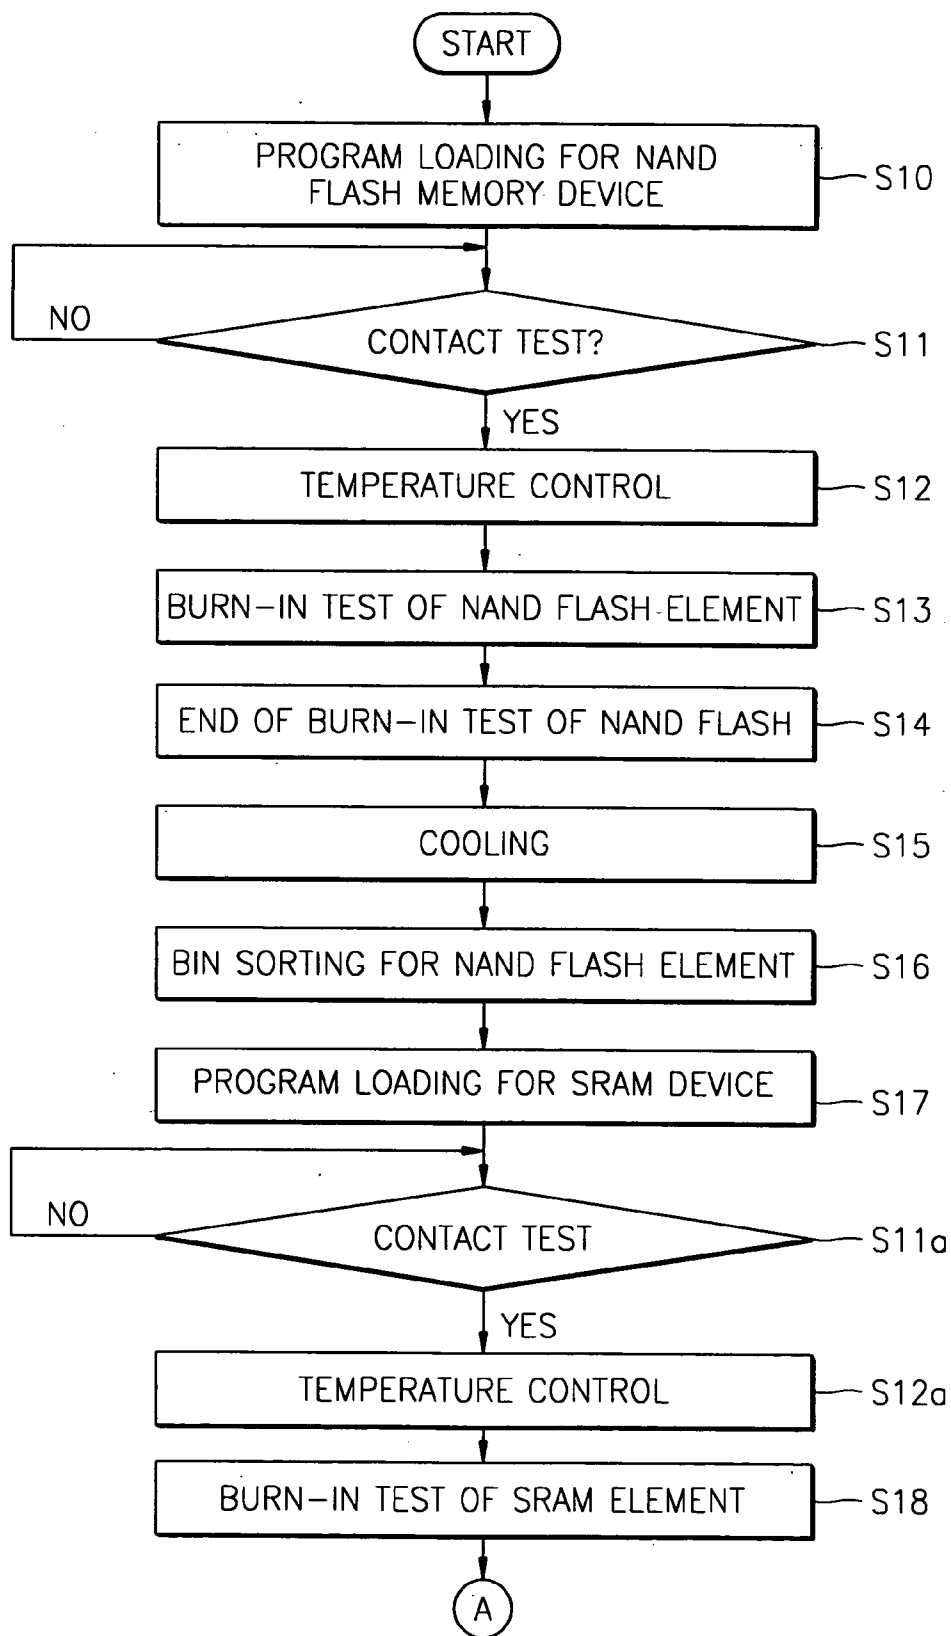 START
PROGRAM LOADING FOR NAND
FLASH MEMORY DEVICE
S10
NO
CONTACT TEST?
S11
YES
TEMPERATURE CONTROL
S12
BURN-IN TEST OF NAND FLASH ELEMENT
S13
END OF BURN-IN TEST OF NAND FLASH
S14
COOLING
S15
BIN SORTING FOR NAND FLASH ELEMENT
S16
PROGRAM LOADING FOR SRAM DEVICE
S17
NO
CONTACT TEST
S11a
YES
TEMPERATURE CONTROL
S12a
BURN-IN TEST OF SRAM ELEMENT
S18
A